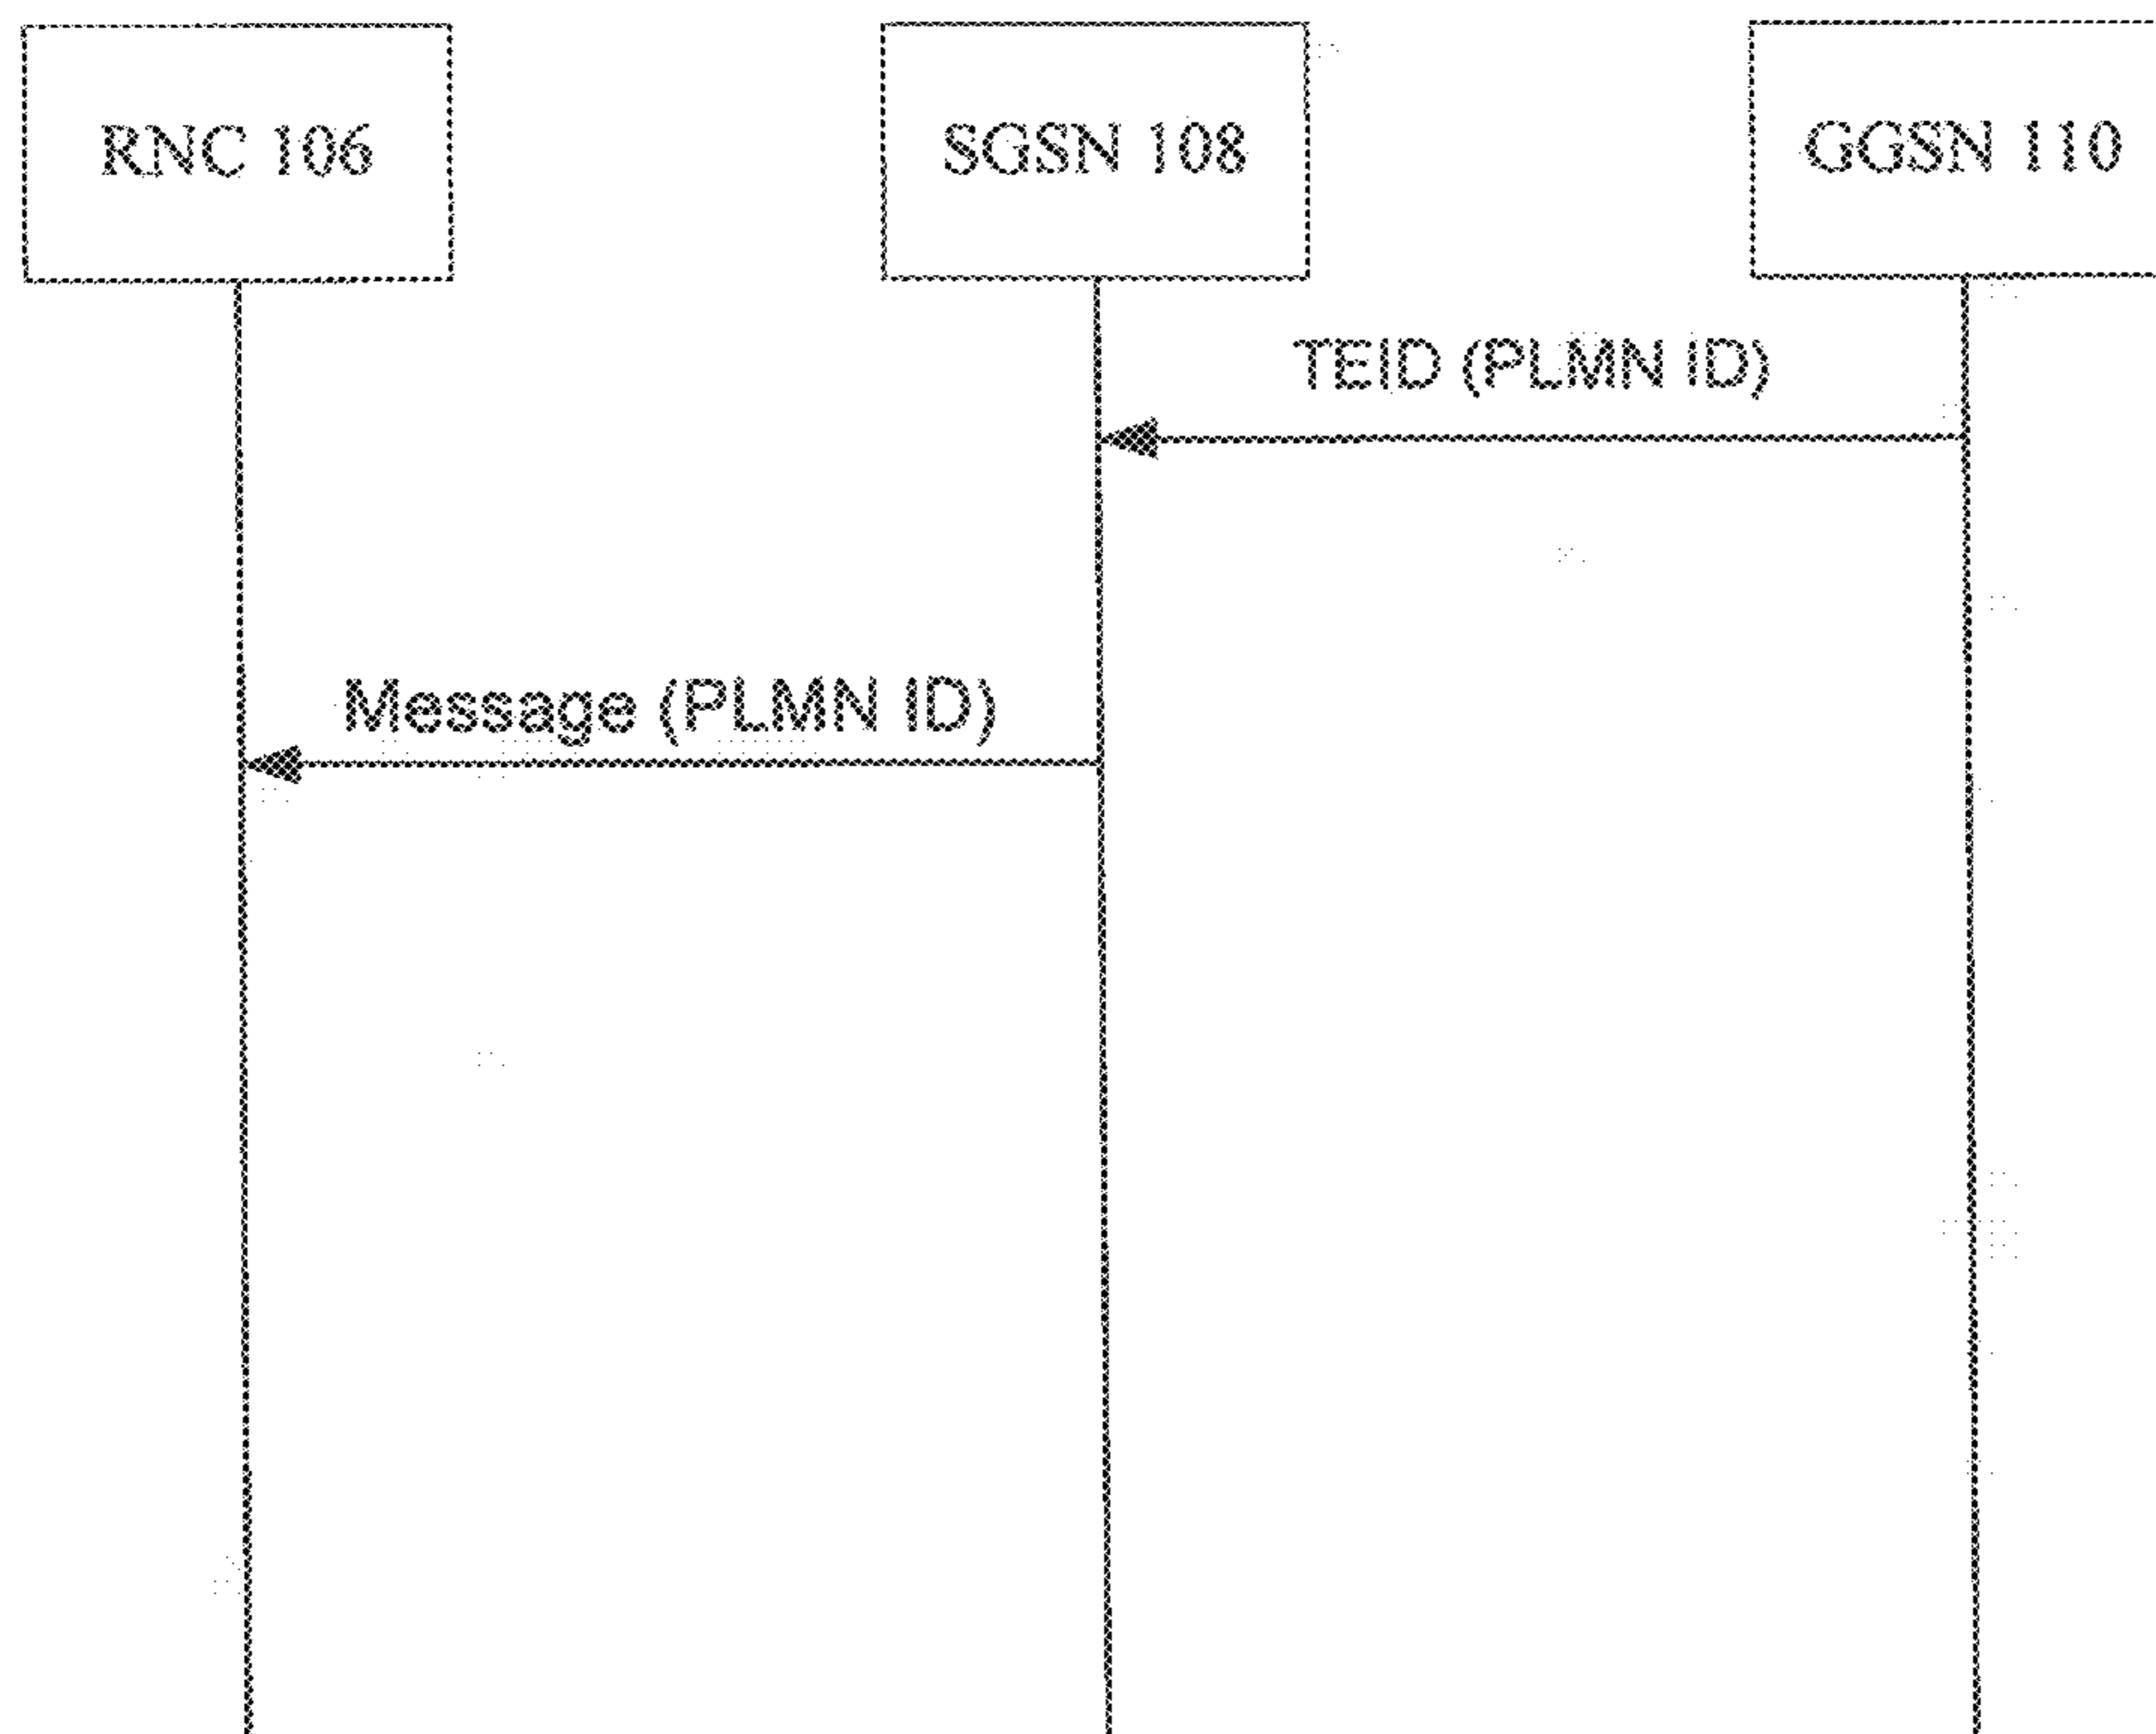 RNC 106
SGSN 108
GGSN 110
TEID (PLMN ID)
Message (PLMN ID)